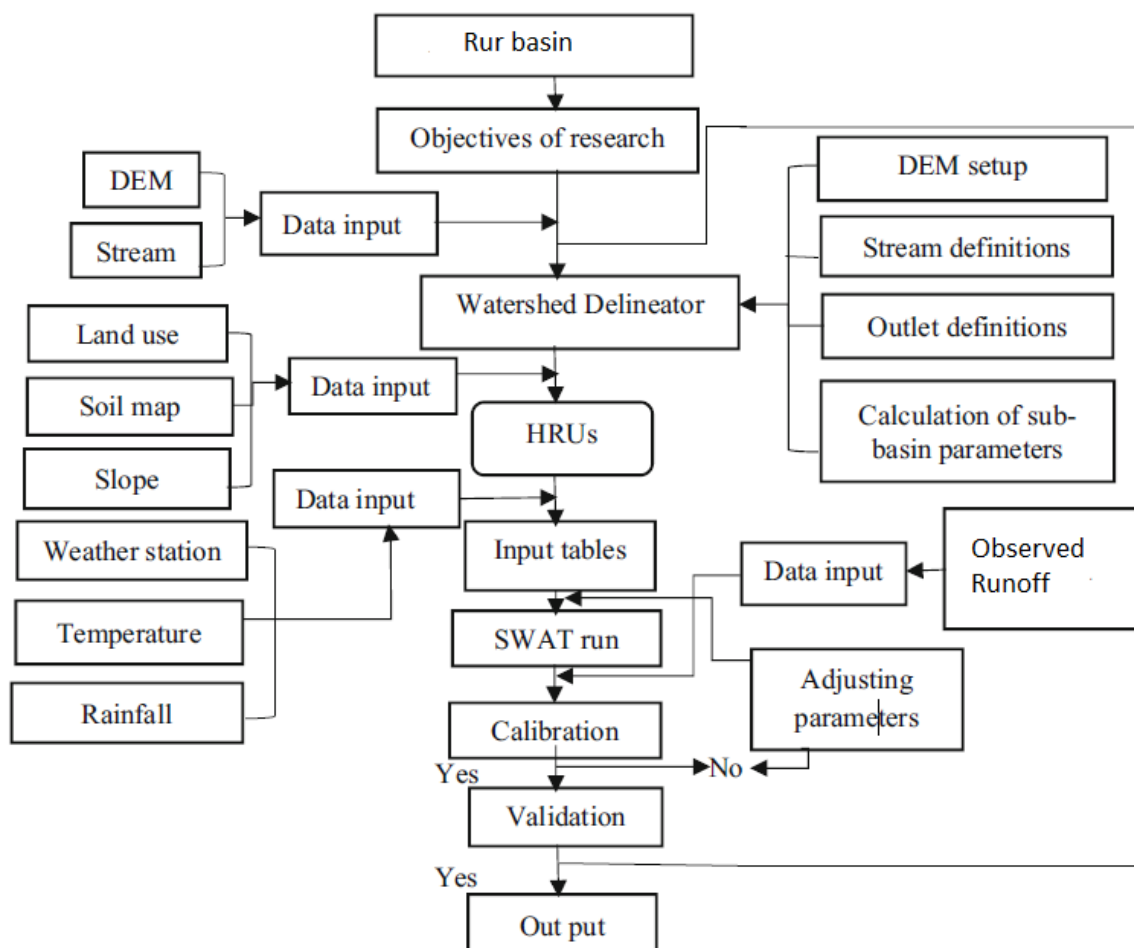 Rur basin
Objectives of research
DEM
DEM setup
Data input
Stream
Stream definitions
Watershed Delineator
Land use
Outlet definitions
Data input
Soil map
Calculation of sub-
basin parameters
HRUs
Slope
Data input
Weather station
Input tables
Data input
Observed
Runoff
Temperature
SWAT run
Adjusting
parameters
Rainfall
Calibration
Yes
No
Validation
Yes
Out put